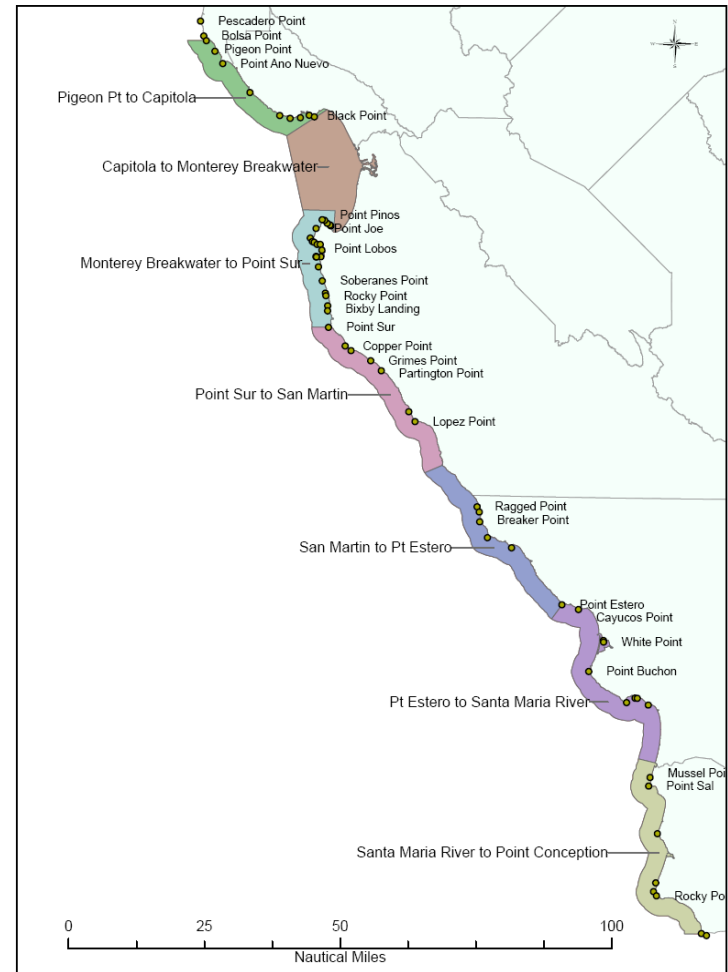 Pescadero Point
Bolsa Point
Pigeon Point
Point Ano Nuevo
N
W
E
S
Pigeon Pt to Capitola
Black Point
Capitola to Monterey Breakwater
Point Pinos
Point Joe
Point Lobos
Monterey Breakwater to Point Sur
Soberanes Point
Rocky Point
Bixby Landing
Point Sur
Copper Point
Grimes Point
Partington Point
Point Sur to San Martin
Lopez Point
Ragged Point
Breaker Point
San Martin to Pt Estero
Point Estero
Cayucos Point
White Point
Point Buchon
Pt Estero to Santa Maria River
Mussel Poi
Point Sal
Santa Maria River to Point Conception
Rocky Po
0 25 50 100
Nautical Miles